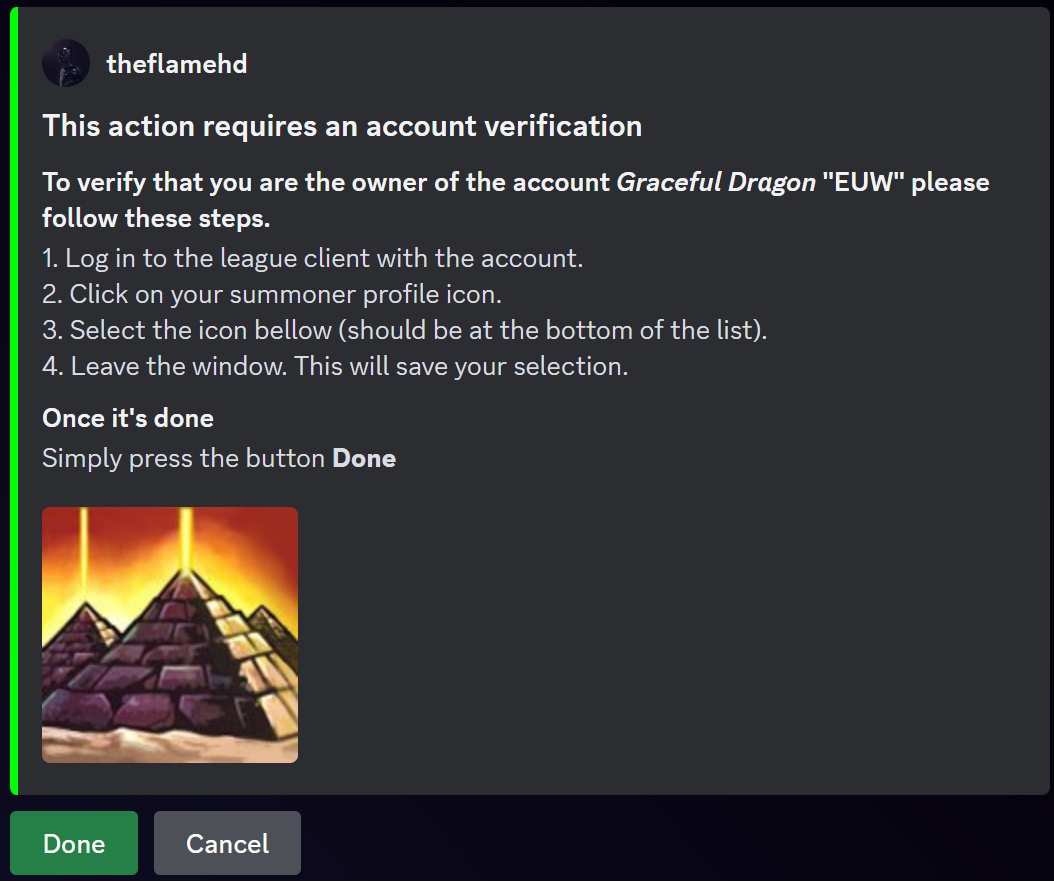 theflamehd
This action requires an account verification
To verify that you are the owner of the account Graceful Dragon "EUW" please
follow these steps.
1. Log in to the league client with the account.
2. Click on your summoner profile icon.
3. Select the icon bellow (should be at the bottom of the list).
4. Leave the window. This will save your selection.
Once it's done
Simply press the button Done
Done
Cancel